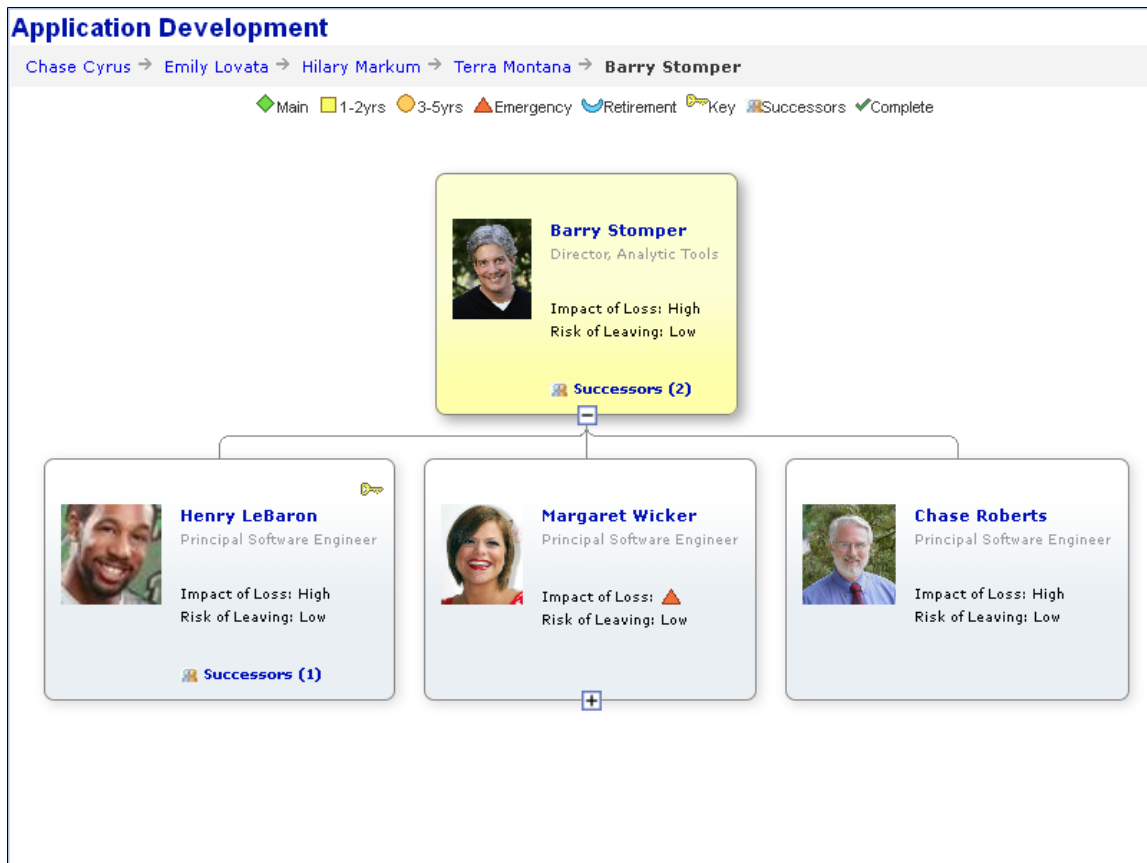 Application Development
Chase Cyrus → Emily Lovata → Hilary Markum → Terra Montana → Barry Stomper
Main 1-2yrs 3-5yrs Emergency Retirement Key Successors Complete
Barry Stomper
Director, Analytic Tools
Impact of Loss: High
Risk of Leaving: Low
Successors (2)
Henry LeBaron
Principal Software Engineer
Impact of Loss: High
Risk of Leaving: Low
Successors (1)
Margaret Wicker
Principal Software Engineer
Impact of Loss:
Risk of Leaving: Low
Chase Roberts
Principal Software Engineer
Impact of Loss: High
Risk of Leaving: Low